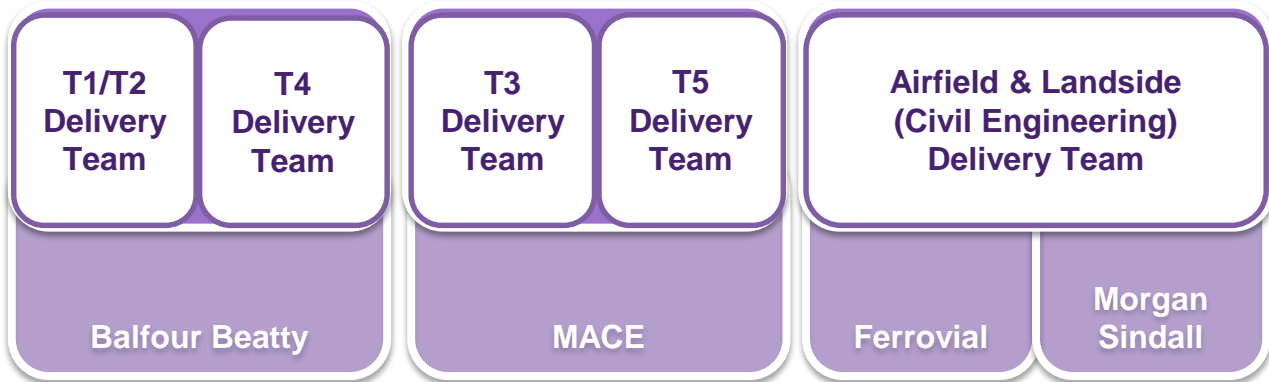 T1/T2
Delivery
Team
T4
Delivery
Team
T3
Delivery
Team
T5
Delivery
Team
Airfield & Landside
(Civil Engineering)
Delivery Team
Balfour Beatty
MACE
Ferrovial
Morgan
Sindall